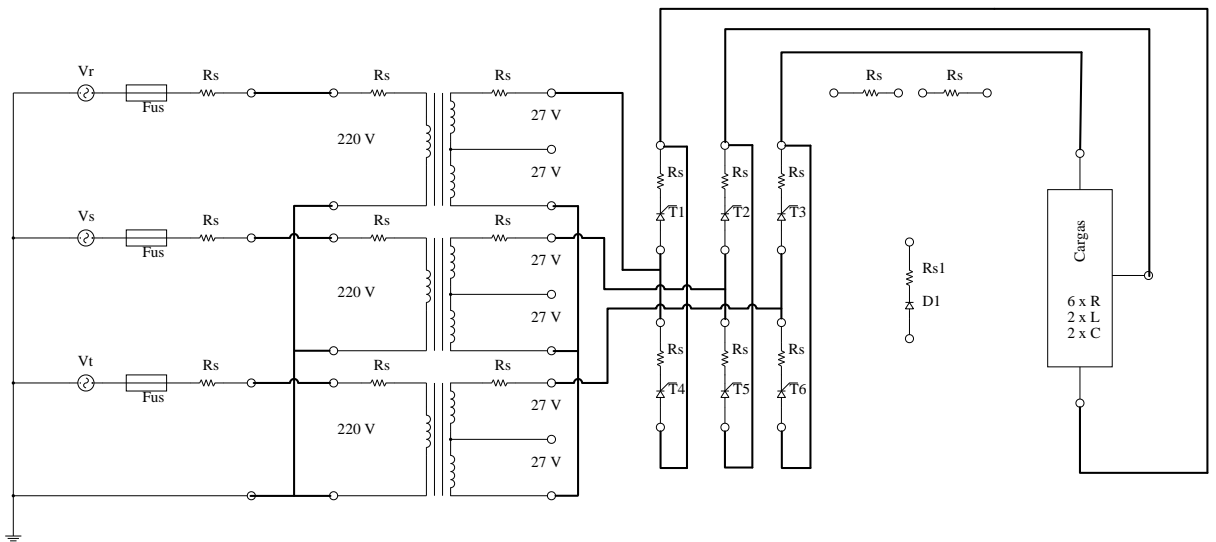 Vr
Fus
Rs
Rs
Rs
27 V
220 V
27 V
Vs
Fus
Rs
Rs
Rs
27 V
220 V
27 V
Vt
Fus
Rs
Rs
Rs
27 V
220 V
27 V
Rs
T1
Rs
T2
Rs
T3
Rs
T4
Rs
T5
Rs
T6
Rs
Rs
Rs1
D1
Cargas
6 x R
2 x L
2 x C